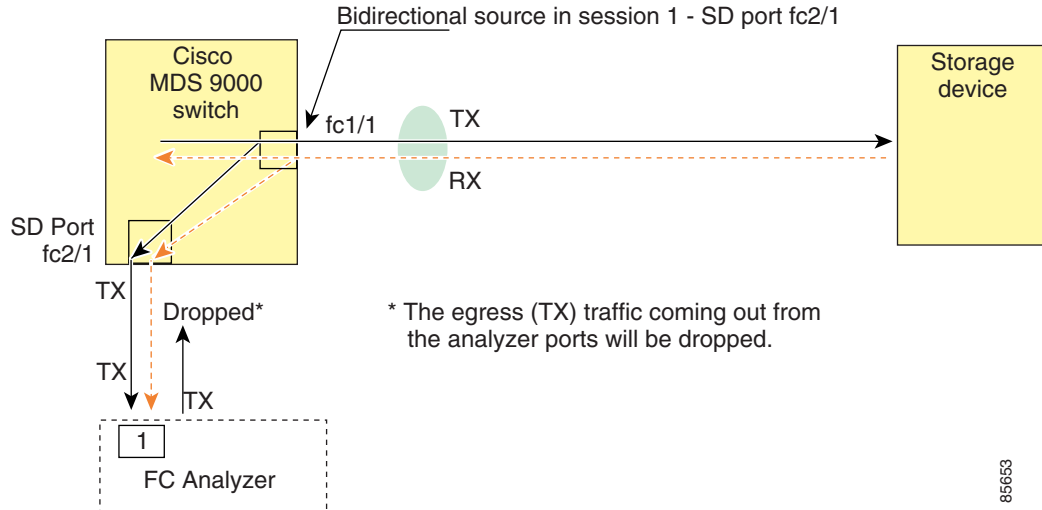 Bidirectional source in session 1 - SD port fc2/1
Cisco
MDS 9000
switch
Storage
device
fc1/1
TX
RX
SD Port
fc2/1
TX
Dropped*
* The egress (TX) traffic coming out from
the analyzer ports will be dropped.
TX
TX
1
FC Analyzer
85653